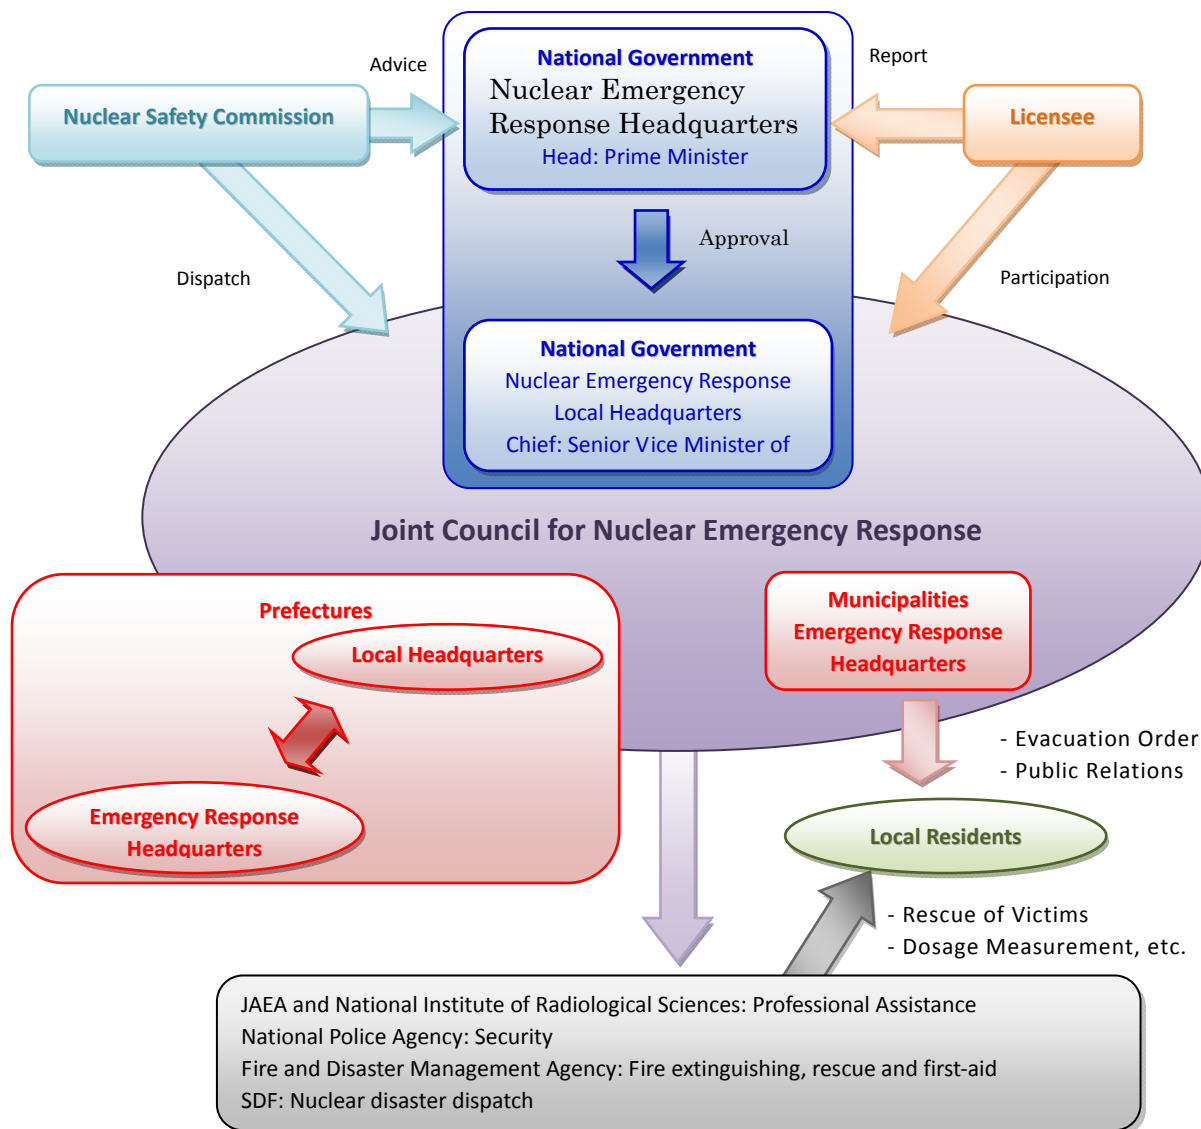 Advice
Report
National Government
Nuclear Emergency
Response Headquarters
Head: Prime Minister
Nuclear Safety Commission
Licensee
Approval
Dispatch
Participation
National Government
Nuclear Emergency Response
Local Headquarters
Chief: Senior Vice Minister of
Joint Council for Nuclear Emergency Response
Prefectures
Local Headquarters
Emergency Response
Headquarters
Municipalities
Emergency Response
Headquarters
- Evacuation Order
- Public Relations
Local Residents
- Rescue of Victims
- Dosage Measurement, etc.
JAEA and National Institute of Radiological Sciences: Professional Assistance
National Police Agency: Security
Fire and Disaster Management Agency: Fire extinguishing, rescue and first-aid
SDF: Nuclear disaster dispatch